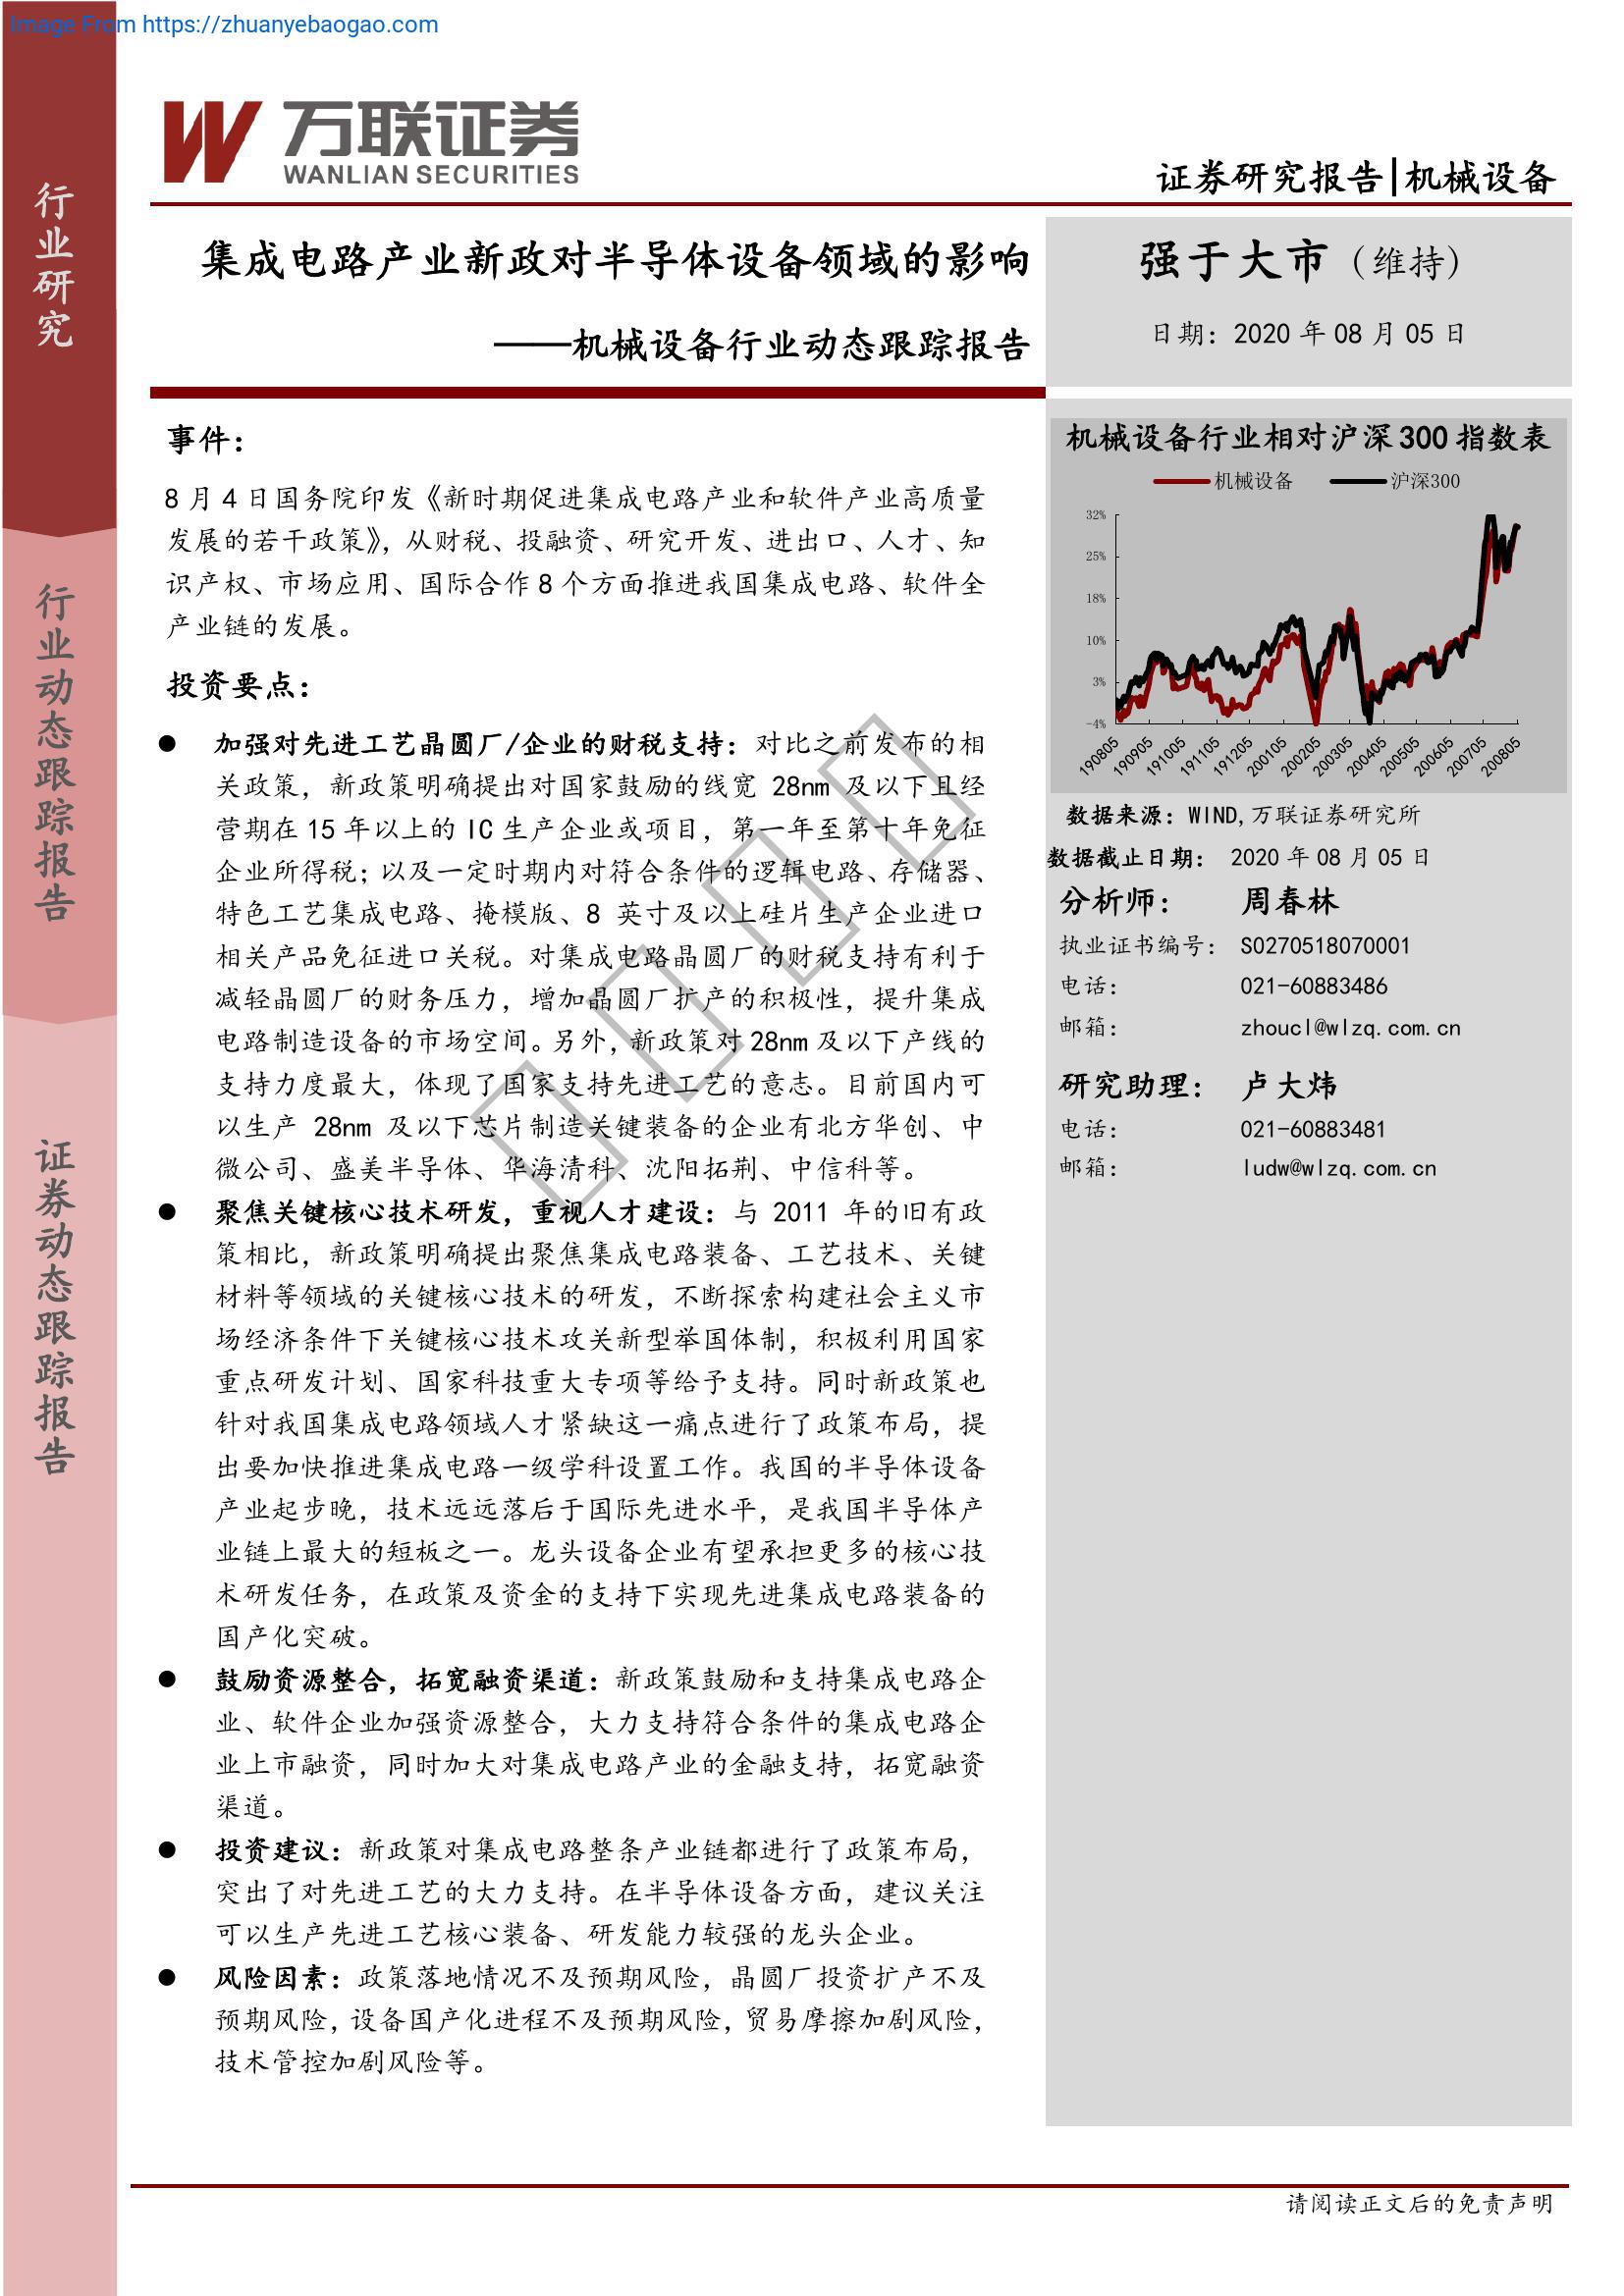 Image From https://zhuanyebaogao.com
万联证券
WANLIAN SECURITIES
证券研究报告|机械设备
行业研究
行业动态跟踪报告
证券动态跟踪报告
集成电路产业新政对半导体设备领域的影响
——机械设备行业动态跟踪报告
强于大市（维持）
日期：2020 年 08 月 05 日
事件：
8 月 4 日国务院印发《新时期促进集成电路产业和软件产业高质量
发展的若干政策》，从财税、投融资、研究开发、进出口、人才、知
识产权、市场应用、国际合作 8 个方面推进我国集成电路、软件全
产业链的发展。
投资要点：
● 加强对先进工艺晶圆厂/企业的财税支持：对比之前发布的相
关政策，新政策明确提出对国家鼓励的线宽 28nm 及以下且经
营期在 15 年以上的 IC 生产企业或项目，第一年至第十年免征
企业所得税；以及一定时期内对符合条件的逻辑电路、存储器、
特色工艺集成电路、掩模版、8 英寸及以上硅片生产企业进口
相关产品免征进口关税。对集成电路晶圆厂的财税支持有利于
减轻晶圆厂的财务压力，增加晶圆厂扩产的积极性，提升集成
电路制造设备的市场空间。另外，新政策对 28nm 及以下产线的
支持力度最大，体现了国家支持先进工艺的意志。目前国内可
以生产 28nm 及以下芯片制造关键装备的企业有北方华创、中
微公司、盛美半导体、华海清科、沈阳拓荆、中信科等。
● 聚焦关键核心技术研发，重视人才建设：与 2011 年的旧有政
策相比，新政策明确提出聚焦集成电路装备、工艺技术、关键
材料等领域的关键核心技术的研发，不断探索构建社会主义市
场经济条件下关键核心技术攻关新型举国体制，积极利用国家
重点研发计划、国家科技重大专项等给予支持。同时新政策也
针对我国集成电路领域人才紧缺这一痛点进行了政策布局，提
出要加快推进集成电路一级学科设置工作。我国的半导体设备
产业起步晚，技术远远落后于国际先进水平，是我国半导体产
业链上最大的短板之一。龙头设备企业有望承担更多的核心技
术研发任务，在政策及资金的支持下实现先进集成电路装备的
国产化突破。
● 鼓励资源整合，拓宽融资渠道：新政策鼓励和支持集成电路企
业、软件企业加强资源整合，大力支持符合条件的集成电路企
业上市融资，同时加大对集成电路产业的金融支持，拓宽融资
渠道。
● 投资建议：新政策对集成电路整条产业链都进行了政策布局，
突出了对先进工艺的大力支持。在半导体设备方面，建议关注
可以生产先进工艺核心装备、研发能力较强的龙头企业。
● 风险因素：政策落地情况不及预期风险，晶圆厂投资扩产不及
预期风险，设备国产化进程不及预期风险，贸易摩擦加剧风险，
技术管控加剧风险等。
机械设备行业相对沪深 300 指数表
机械设备 沪深300
32%
25%
18%
10%
3%
-4%
190805 190905 191005 191105 191205 200105 200205 200305 200405 200505 200605 200705 200805
数据来源：WIND,万联证券研究所
数据截止日期： 2020 年 08 月 05 日
分析师： 周春林
执业证书编号： S0270518070001
电话： 021-60883486
邮箱： zhoucl@wlzq.com.cn
研究助理： 卢大炜
电话： 021-60883481
邮箱： ludw@wlzq.com.cn
请阅读正文后的免责声明